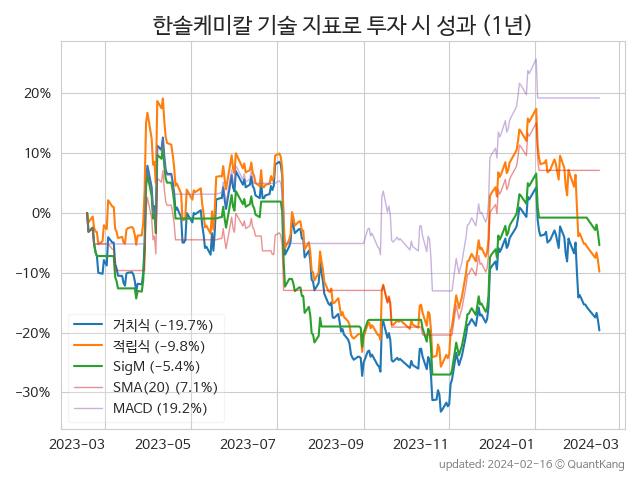 한솔케미칼 기술 지표로 투자 시 성과 (1년)
20%
10%
0%
−10%
−20%
−30%
거치식 (−19.7%)
적립식 (−9.8%)
SigM (−5.4%)
SMA(20) (7.1%)
MACD (19.2%)
2023-03
2023-05
2023-07
2023-09
2023-11
2024-01
2024-03
updated: 2024-02-16 © QuantKang